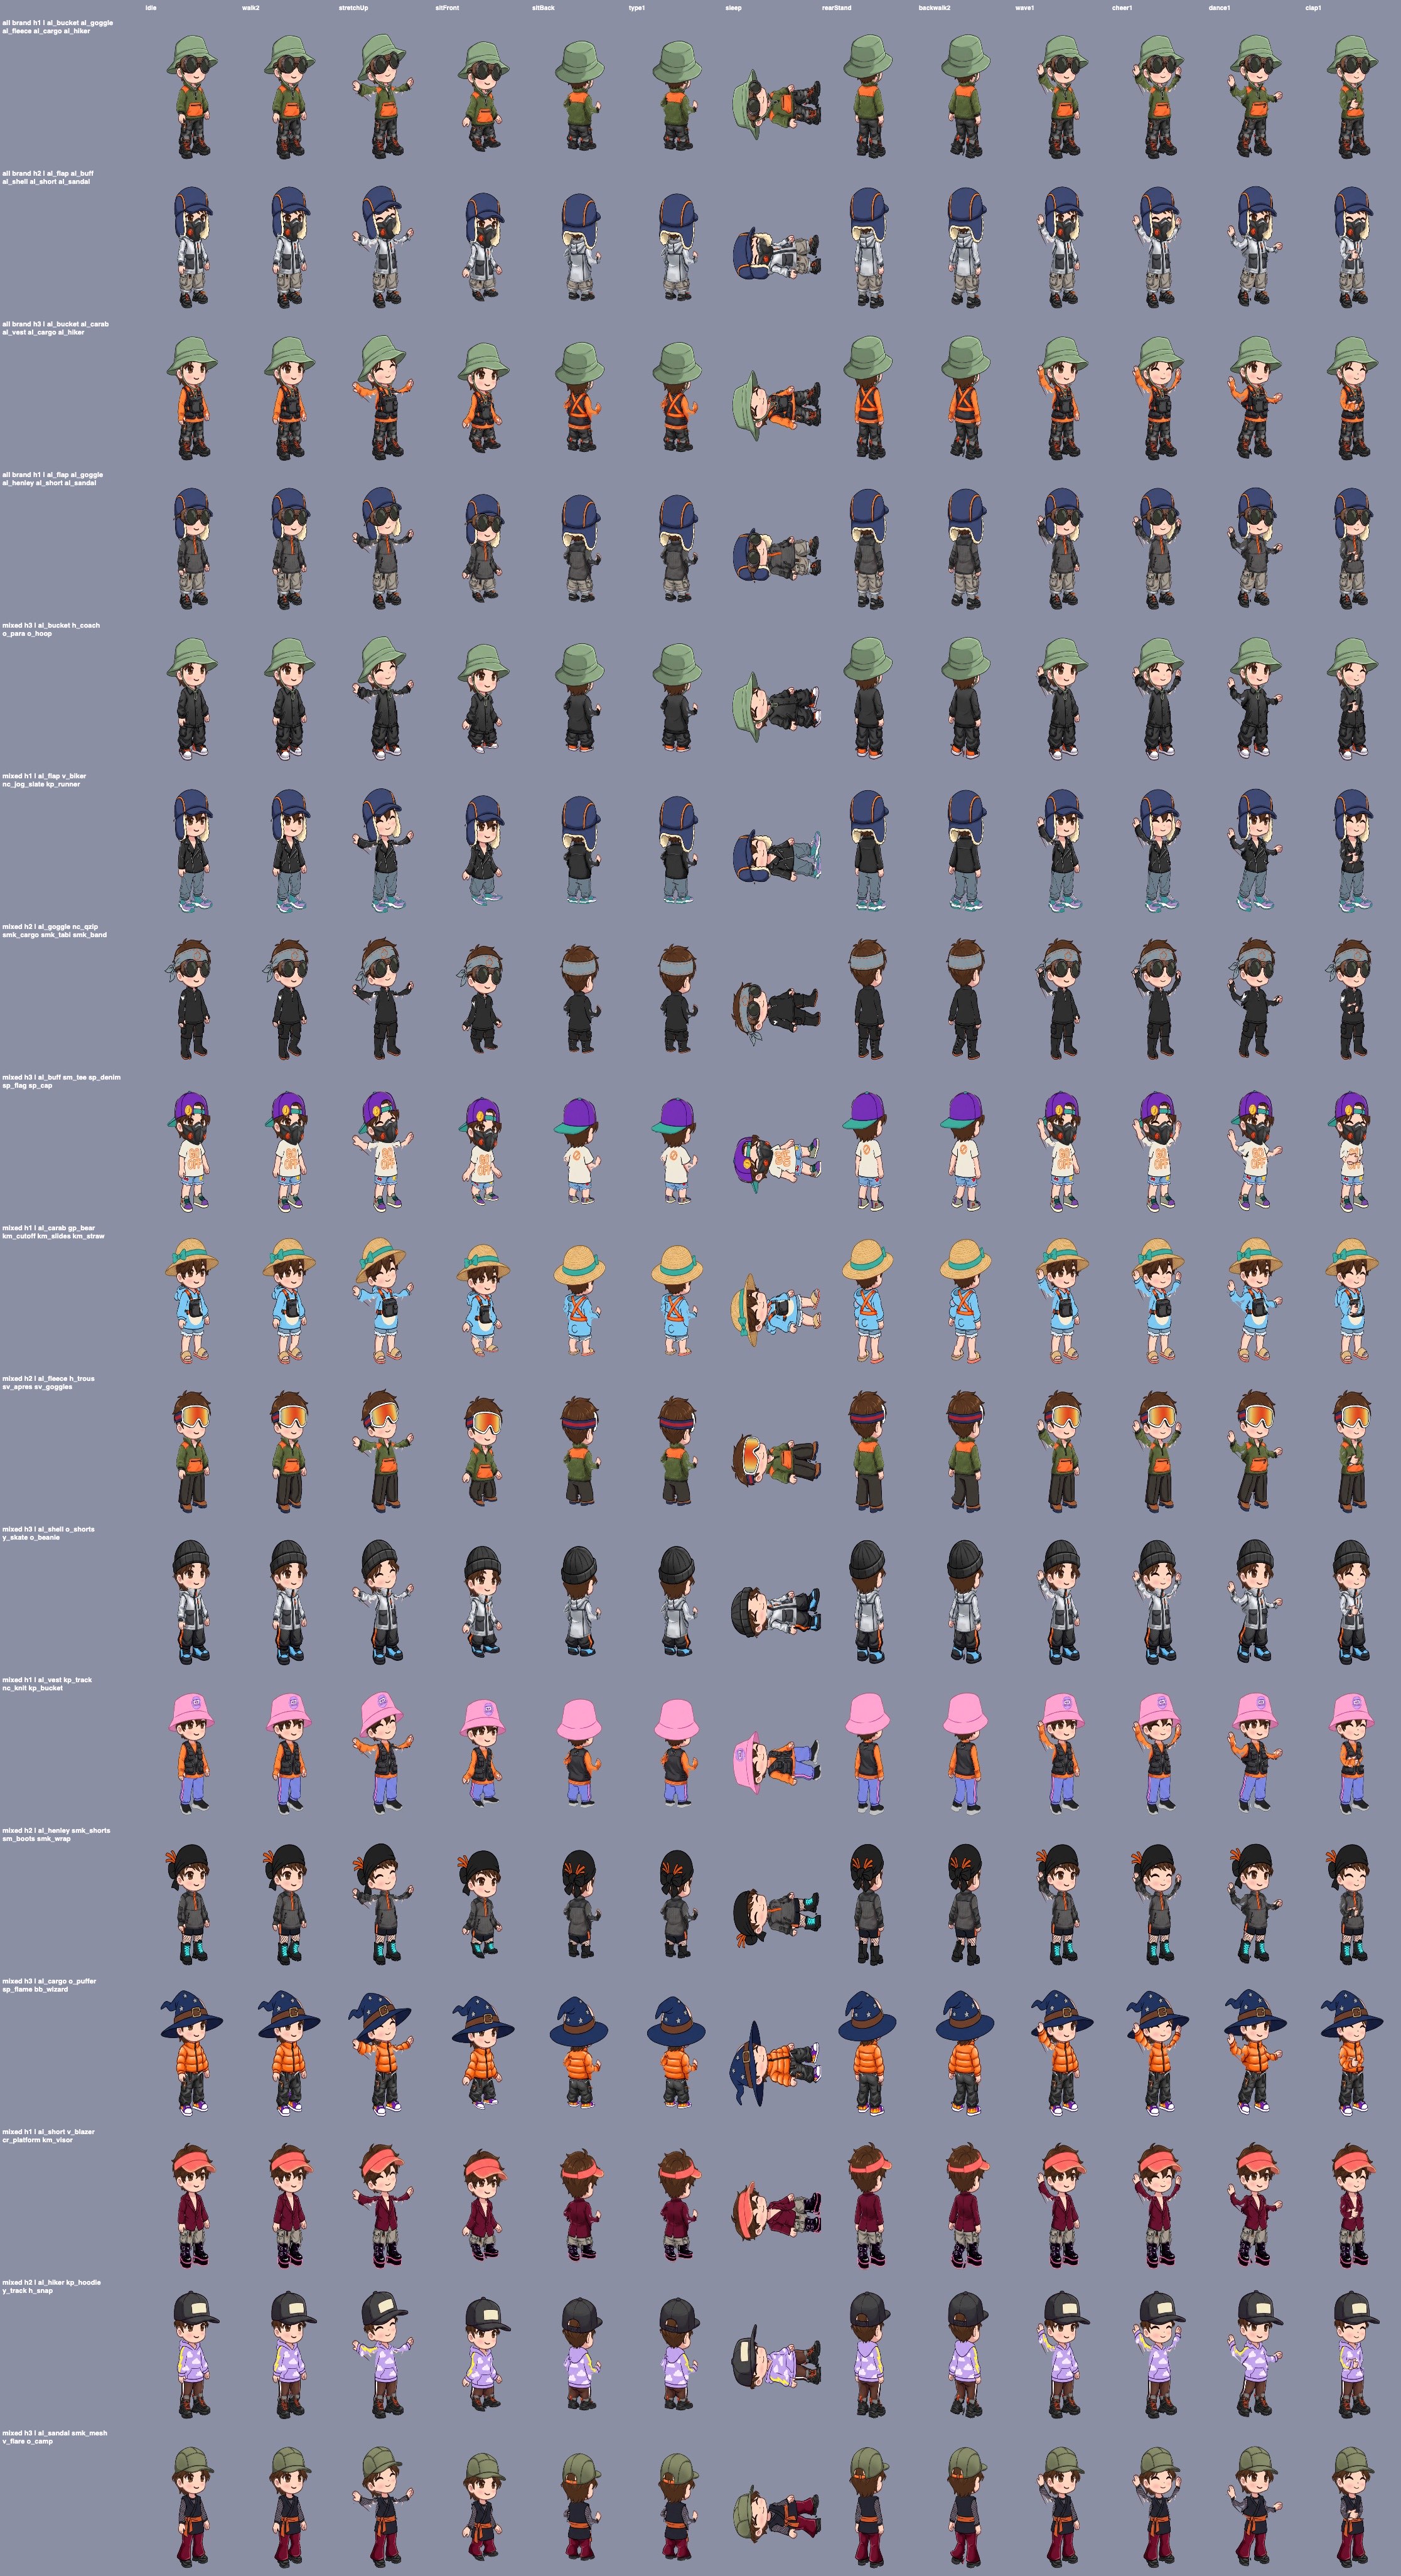 idle walk2 stretchUp sitFront sitBack type1 sleep rearStand backwalk2 wave1 cheer1 dance1 clap1
all brand h1 l al_bucket al_goggle
al_fleece al_cargo al_hiker
all brand h2 l al_flap al_buff
al_shell al_short al_sandal
all brand h3 l al_bucket al_carab
al_vest al_cargo al_hiker
all brand h1 l al_flap al_goggle
al_henley al_short al_sandal
mixed h3 l al_bucket h_coach
o_para o_hoop
mixed h1 l al_flap v_biker
nc_jog_slate kp_runner
mixed h2 l al_goggle nc_qzip
smk_cargo smk_tabi smk_band
mixed h3 l al_buff sm_tee sp_denim
sp_flag sp_cap
mixed h1 l al_carab gp_bear
km_cutoff km_slides km_straw
mixed h2 l al_fleece h_trous
sv_apres sv_goggles
mixed h3 l al_shell o_shorts
y_skate o_beanie
mixed h1 l al_vest kp_track
nc_knit kp_bucket
mixed h2 l al_henley smk_shorts
sm_boots smk_wrap
mixed h3 l al_cargo o_puffer
sp_flame bb_wizard
mixed h1 l al_short v_blazer
cr_platform km_visor
mixed h2 l al_hiker kp_hoodie
y_track h_snap
mixed h3 l al_sandal smk_mesh
v_flare o_camp